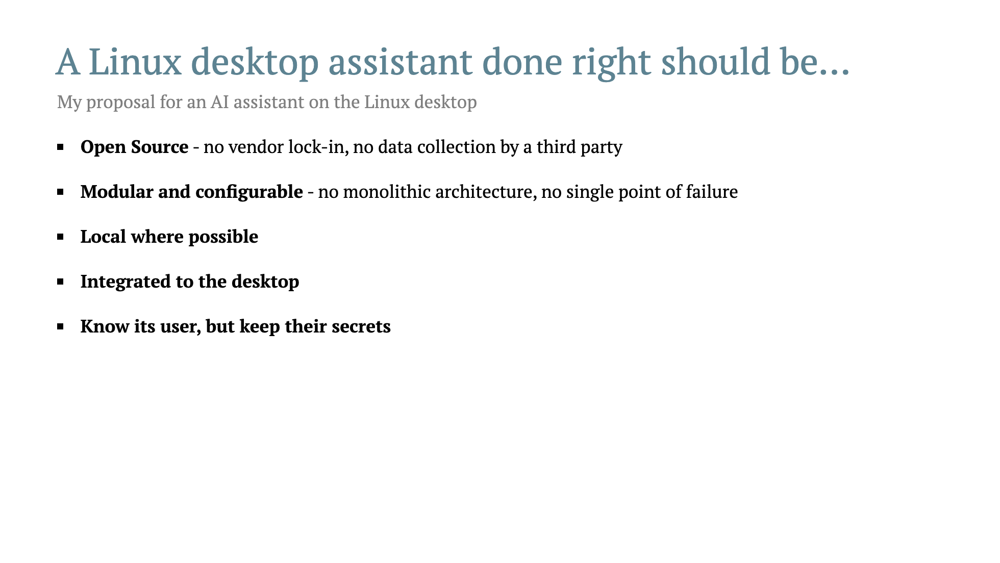 A Linux desktop assistant done right should be...
My proposal for an AI assistant on the Linux desktop
▪ Open Source - no vendor lock-in, no data collection by a third party
▪ Modular and configurable - no monolithic architecture, no single point of failure
▪ Local where possible
▪ Integrated to the desktop
▪ Know its user, but keep their secrets